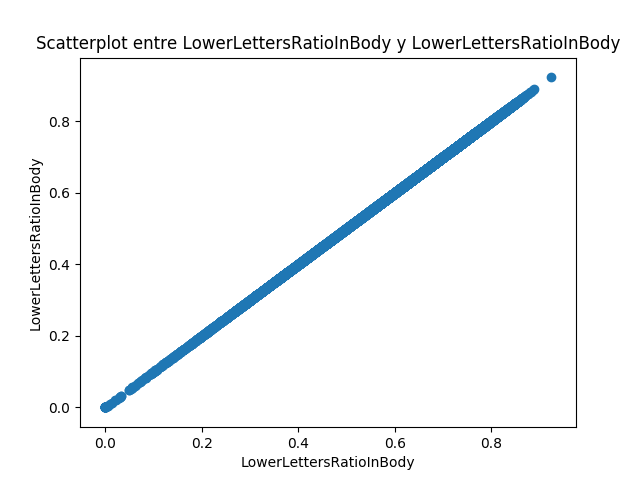 Scatterplot entre LowerLettersRatioInBody y LowerLettersRatioInBody
0.8
0.6
0.4
0.2
0.0
LowerLettersRatioInBody
0.0 0.2 0.4 0.6 0.8
LowerLettersRatioInBody